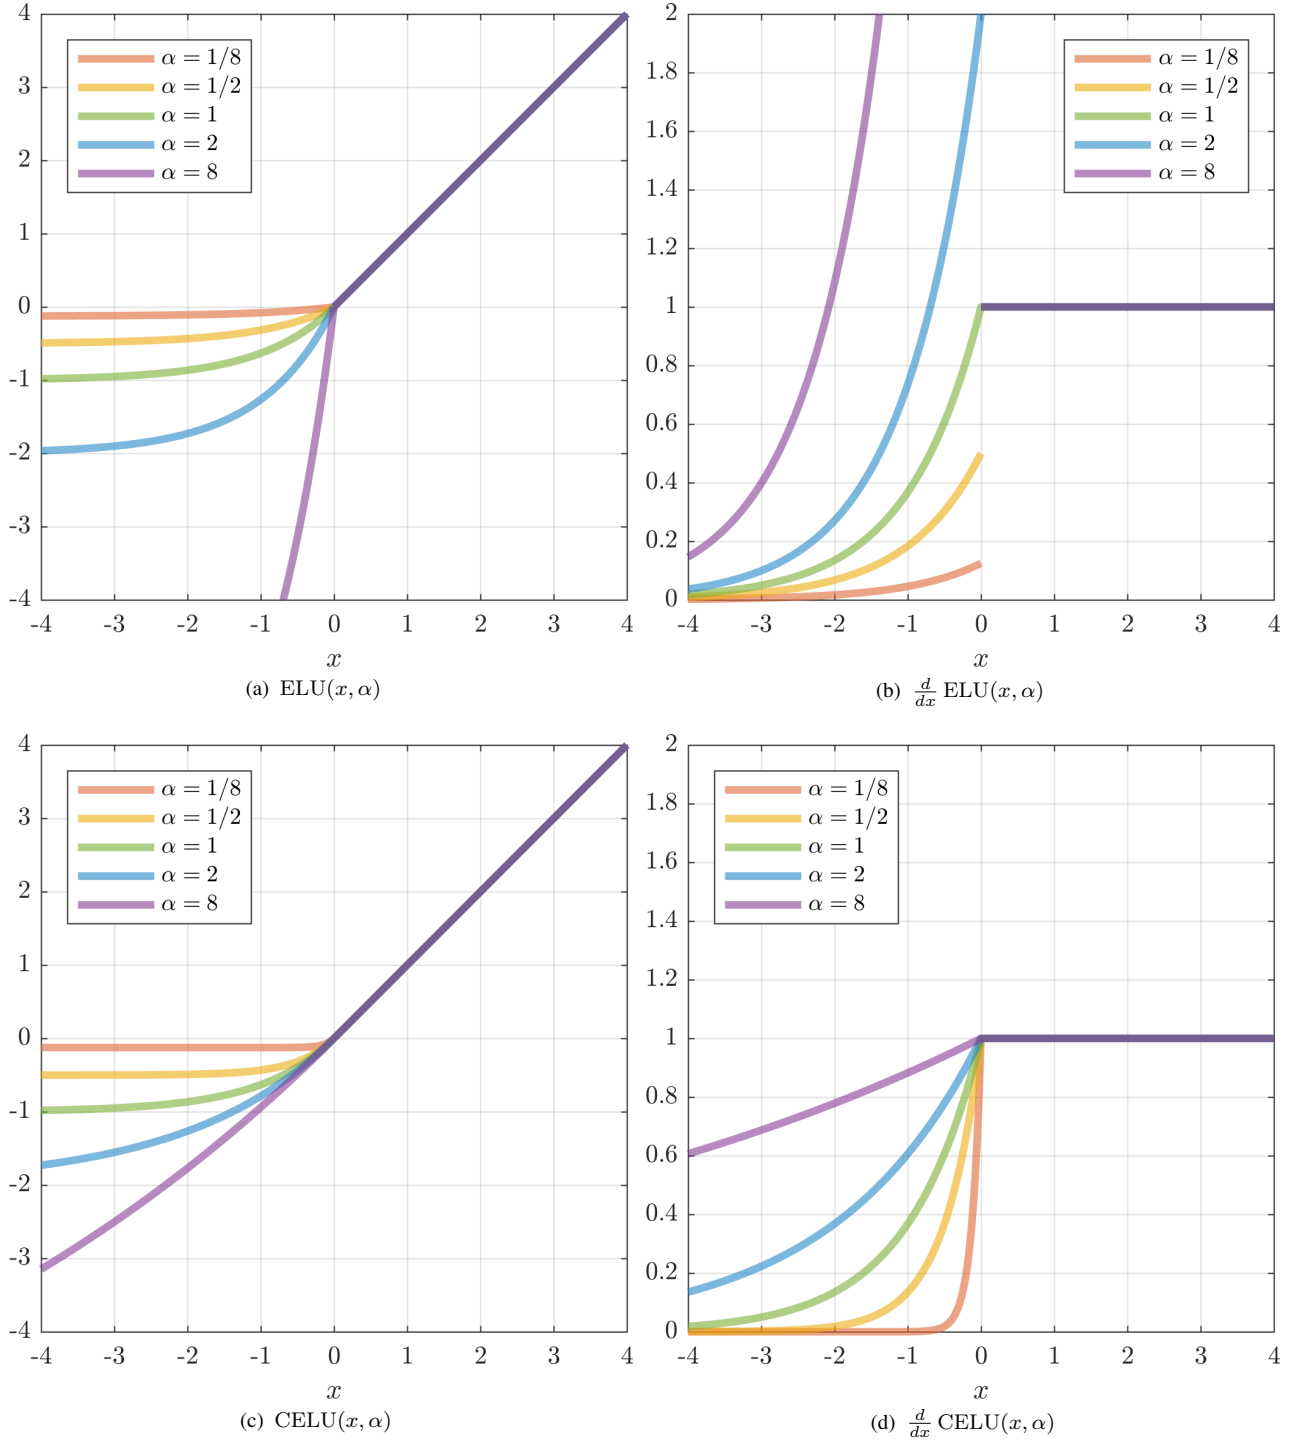 4
3
2
1
0
-1
-2
-3
-4
-4 -3 -2 -1 0 1 2 3 4
x
α = 1/8
α = 1/2
α = 1
α = 2
α = 8
(a) ELU(x, α)
2
1.8
1.6
1.4
1.2
1
0.8
0.6
0.4
0.2
0
-4 -3 -2 -1 0 1 2 3 4
x
α = 1/8
α = 1/2
α = 1
α = 2
α = 8
(b) d/dx ELU(x, α)
4
3
2
1
0
-1
-2
-3
-4
-4 -3 -2 -1 0 1 2 3 4
x
α = 1/8
α = 1/2
α = 1
α = 2
α = 8
(c) CELU(x, α)
2
1.8
1.6
1.4
1.2
1
0.8
0.6
0.4
0.2
0
-4 -3 -2 -1 0 1 2 3 4
x
α = 1/8
α = 1/2
α = 1
α = 2
α = 8
(d) d/dx CELU(x, α)